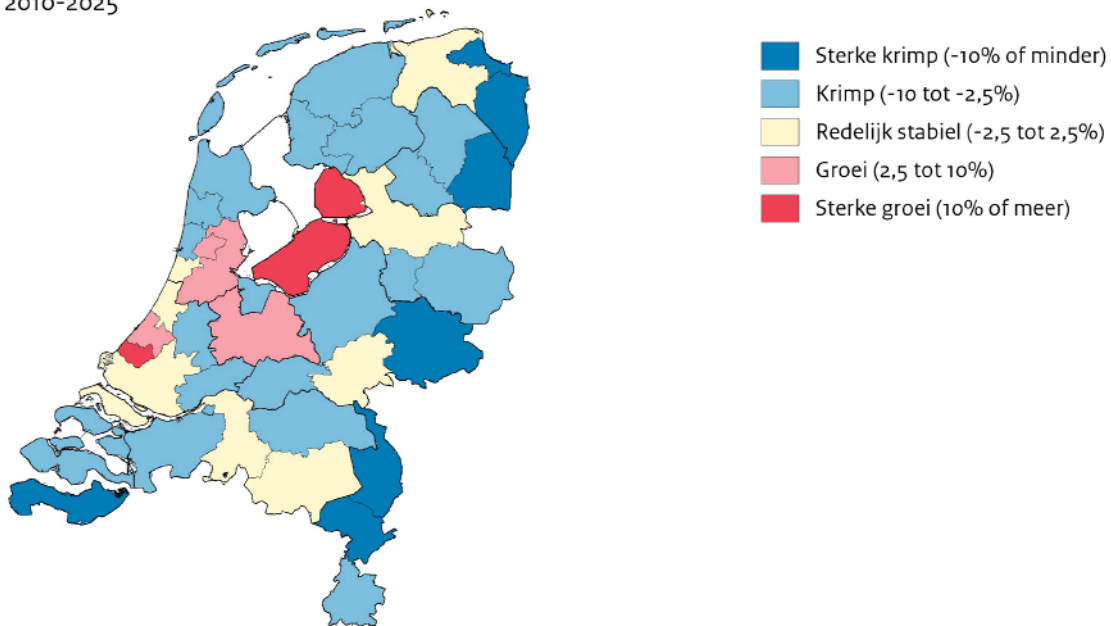 2010-2025
Sterke krimp (-10% of minder)
Krimp (-10 tot -2,5%)
Redelijk stabiel (-2,5 tot 2,5%)
Groei (2,5 tot 10%)
Sterke groei (10% of meer)